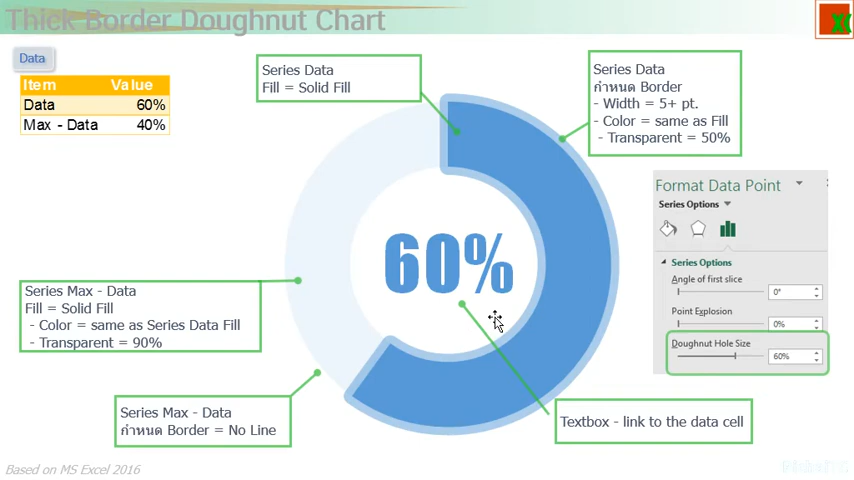 Thick Border Doughnut Chart
Data
Item Value
Data 60%
Max - Data 40%
Series Data
Fill = Solid Fill
Series Data
กำหนด Border
- Width = 5+ pt.
- Color = same as Fill
- Transparent = 50%
Format Data Point
Series Options
Series Options
Angle of first slice
0°
Point Explosion
0%
Doughnut Hole Size
60%
60%
Series Max - Data
Fill = Solid Fill
- Color = same as Series Data Fill
- Transparent = 90%
Series Max - Data
กำหนด Border = No Line
Textbox - link to the data cell
Based on MS Excel 2016